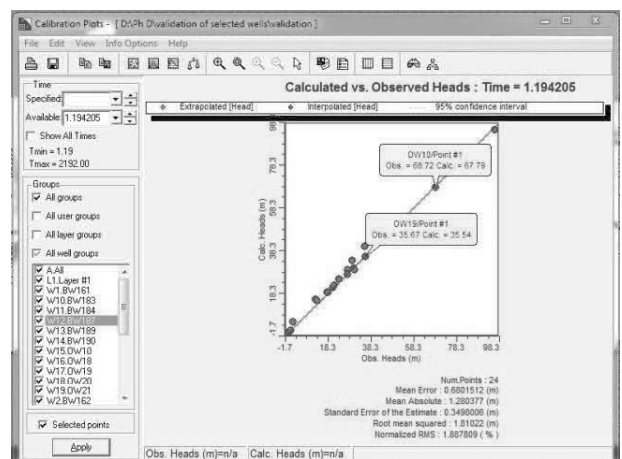 Calibration Plots - [ D:\Ph D\validation of selected wells\validation ]
File Edit View Info Options Help
Time
Specified:
Available: 1.194205
Show All Times
Tmin = 1.19
Tmax = 2192.00
Groups
All groups
All user groups
All layer groups
All well groups
A.All
L1.Layer #1
W1.BW161
W10.BW183
W11.BW184
W12.BW187
W13.BW189
W14.BW190
W15.OW10
W16.OW18
W17.OW19
W18.OW20
W19.OW21
W2.BW162
Selected points
Apply
Calculated vs. Observed Heads : Time = 1.194205
Extrapolated [Head] Interpolated [Head] 95% confidence interval
98.3
78.3
58.3
38.3
18.3
-1.7
Calc. Heads (m)
OW10/Point #1
Obs. = 68.72 Calc. = 67.79
OW19/Point #1
Obs. = 35.67 Calc. = 35.54
-1.7 18.3 38.3 58.3 78.3 98.3
Obs. Heads (m)
Num.Points : 24
Mean Error : 0.6801512 (m)
Mean Absolute : 1.280377 (m)
Standard Error of the Estimate : 0.3498006 (m)
Root mean squared : 1.81022 (m)
Normalized RMS : 1.887809 ( % )
Obs. Heads (m)=n/a Calc. Heads (m)=n/a